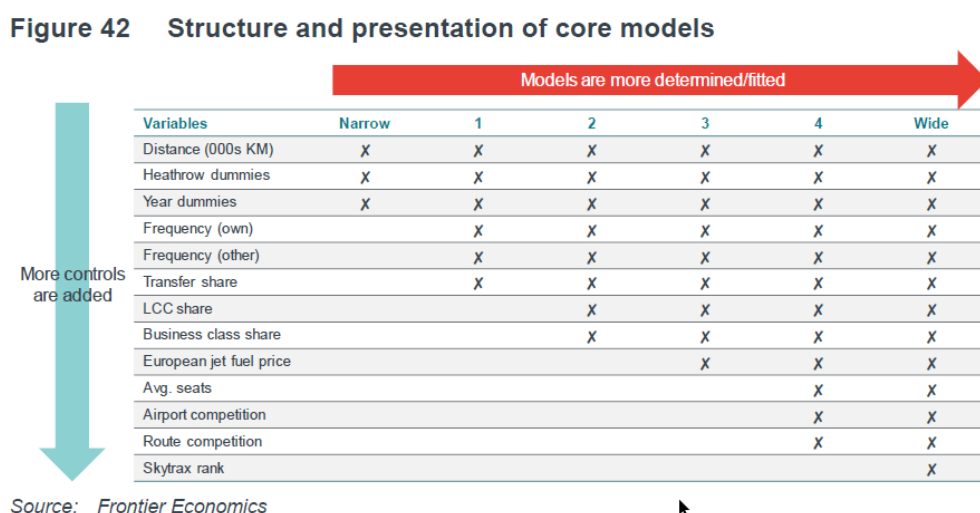 Figure 42 Structure and presentation of core models
Models are more determined/fitted
More controls
are added
Variables Narrow 1 2 3 4 Wide
Distance (000s KM) ✗ ✗ ✗ ✗ ✗ ✗
Heathrow dummies ✗ ✗ ✗ ✗ ✗ ✗
Year dummies ✗ ✗ ✗ ✗ ✗ ✗
Frequency (own) ✗ ✗ ✗ ✗ ✗
Frequency (other) ✗ ✗ ✗ ✗ ✗
Transfer share ✗ ✗ ✗ ✗ ✗
LCC share ✗ ✗ ✗ ✗
Business class share ✗ ✗ ✗ ✗
European jet fuel price ✗ ✗ ✗
Avg. seats ✗ ✗
Airport competition ✗ ✗
Route competition ✗ ✗
Skytrax rank ✗
Source: Frontier Economics